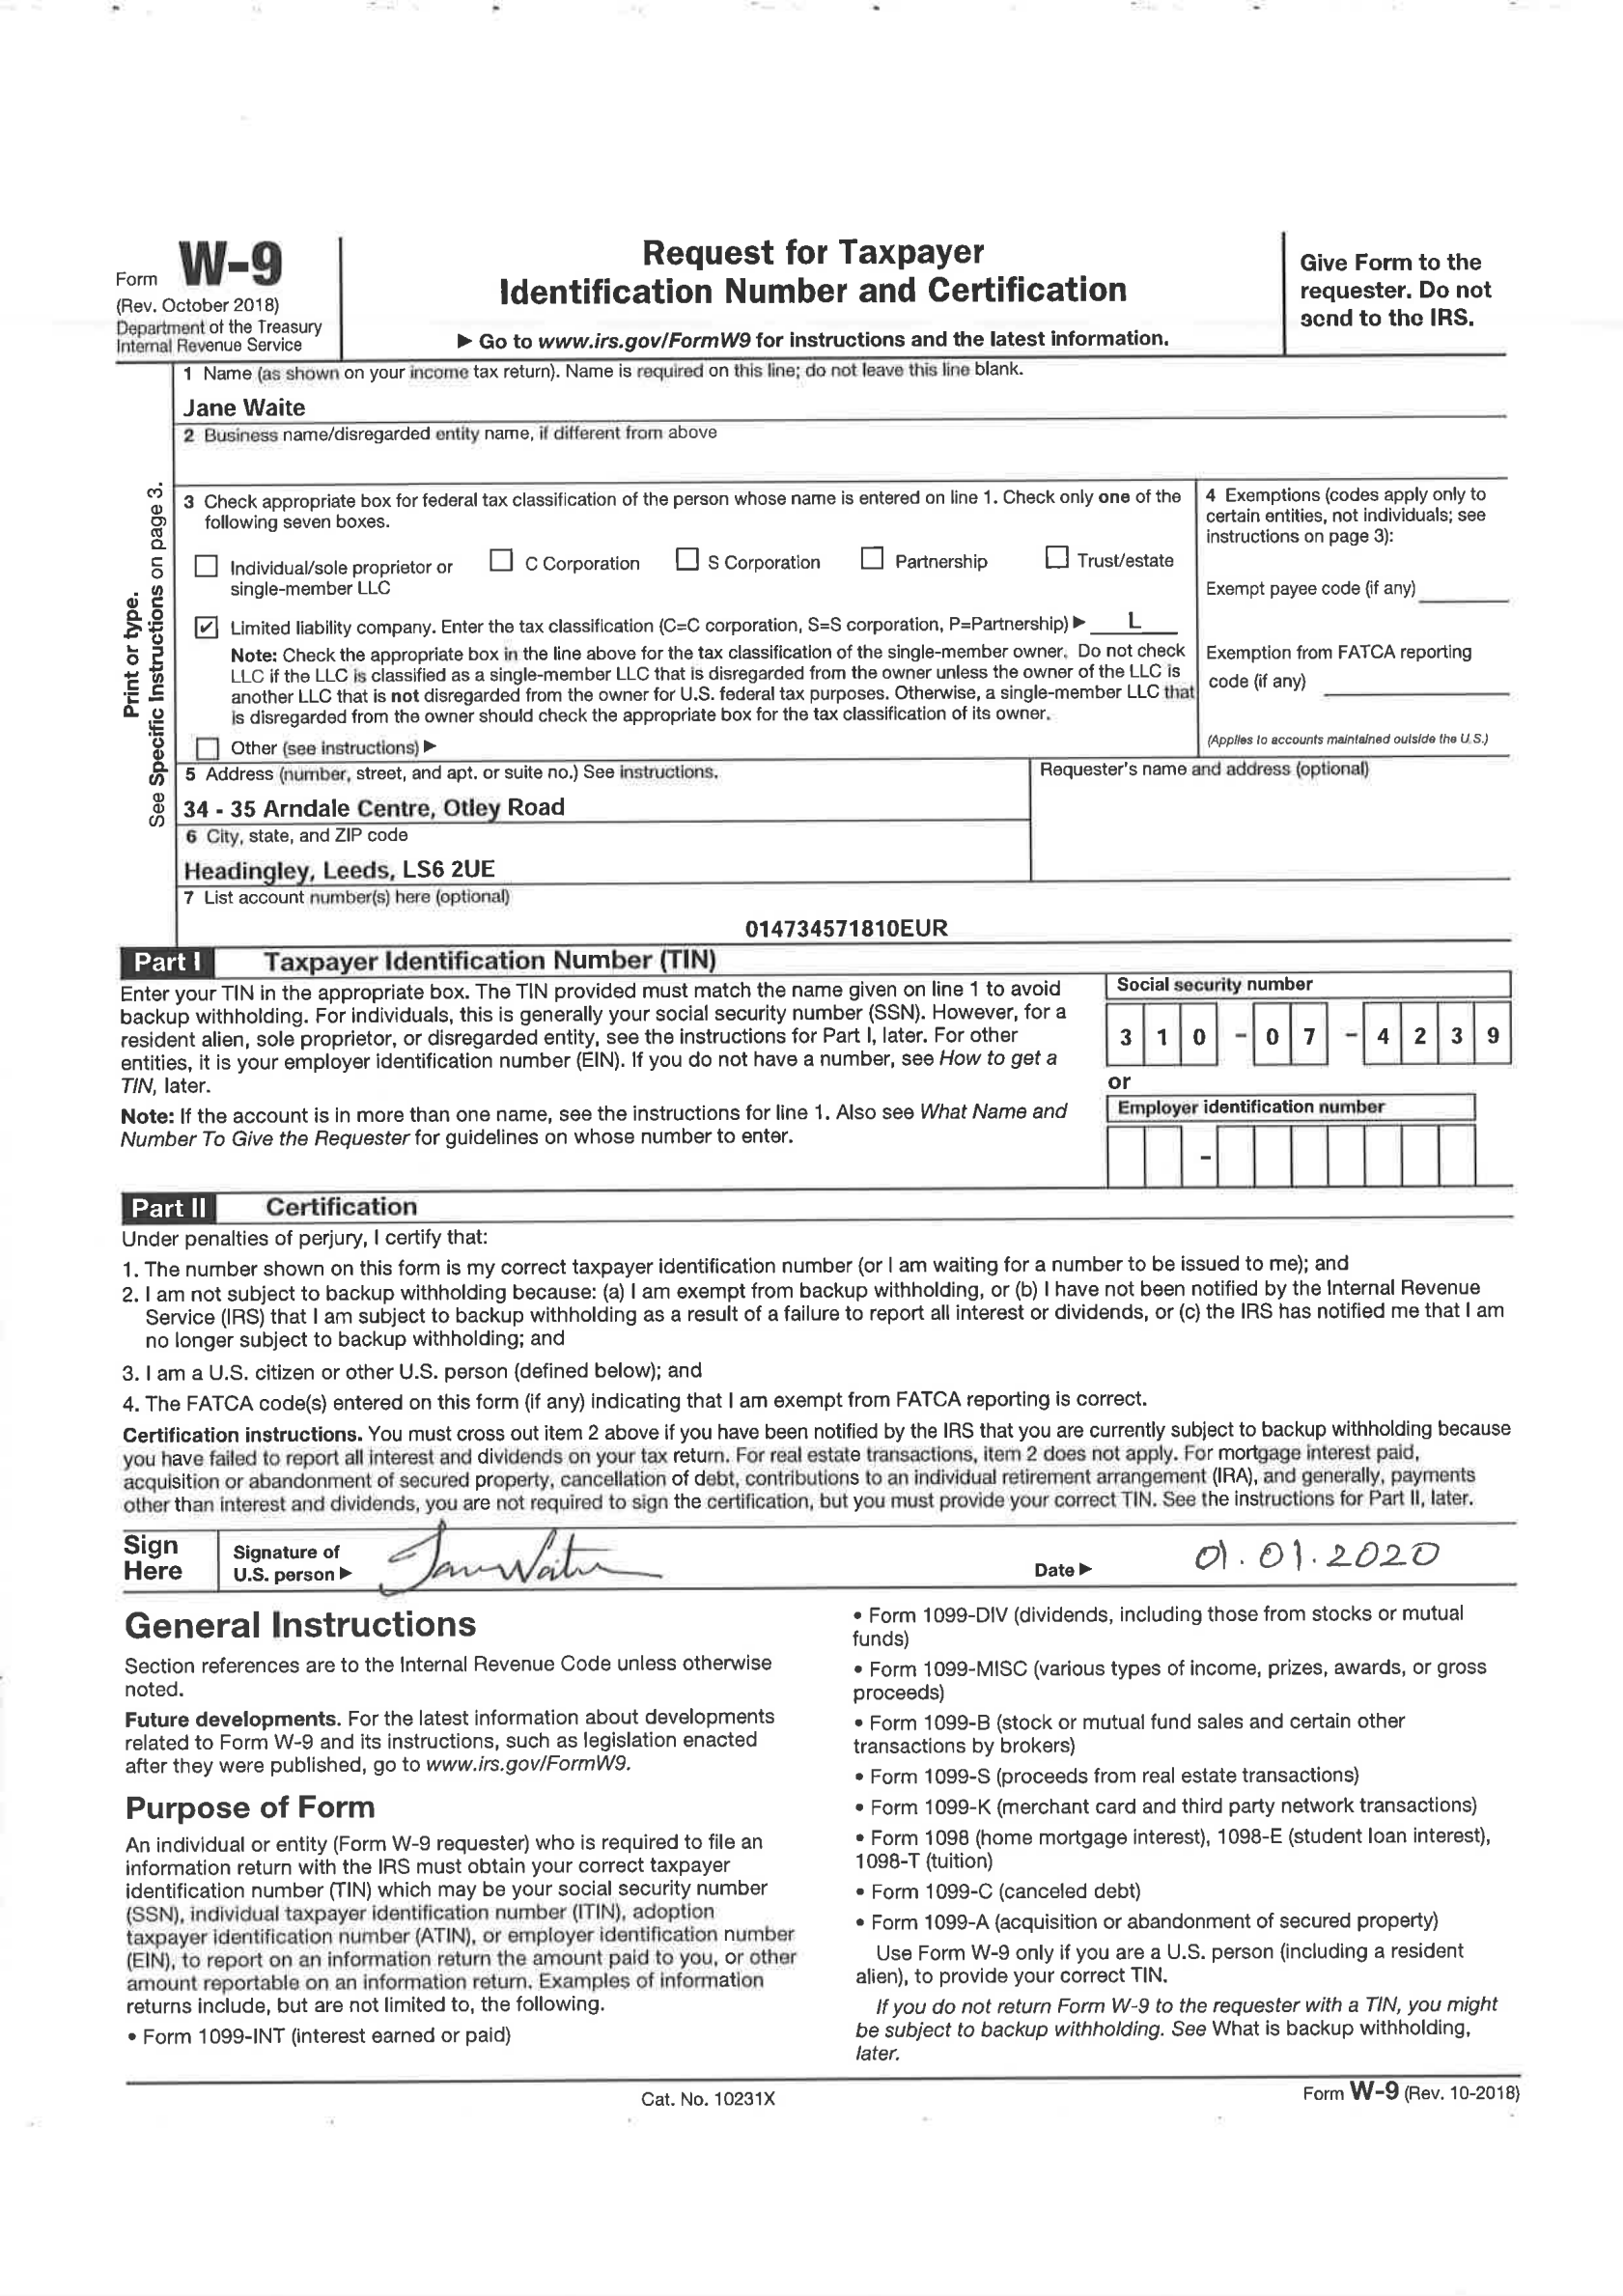 Form W-9
(Rev. October 2018)
Department of the Treasury
Internal Revenue Service
Request for Taxpayer
Identification Number and Certification
▶ Go to www.irs.gov/FormW9 for instructions and the latest information.
Give Form to the
requester. Do not
send to the IRS.
Print or type.
See Specific Instructions on page 3.
1 Name (as shown on your income tax return). Name is required on this line; do not leave this line blank.
Jane Waite
2 Business name/disregarded entity name, if different from above
3 Check appropriate box for federal tax classification of the person whose name is entered on line 1. Check only one of the
following seven boxes.
Individual/sole proprietor or
single-member LLC
C Corporation
S Corporation
Partnership
Trust/estate
Limited liability company. Enter the tax classification (C=C corporation, S=S corporation, P=Partnership) ▶ L
Note: Check the appropriate box in the line above for the tax classification of the single-member owner. Do not check
LLC if the LLC is classified as a single-member LLC that is disregarded from the owner unless the owner of the LLC is
another LLC that is not disregarded from the owner for U.S. federal tax purposes. Otherwise, a single-member LLC that
is disregarded from the owner should check the appropriate box for the tax classification of its owner.
Other (see instructions) ▶
4 Exemptions (codes apply only to
certain entities, not individuals; see
instructions on page 3):
Exempt payee code (if any)
Exemption from FATCA reporting
code (if any)
(Applies to accounts maintained outside the U.S.)
5 Address (number, street, and apt. or suite no.) See instructions.
34 - 35 Arndale Centre, Otley Road
6 City, state, and ZIP code
Headingley, Leeds, LS6 2UE
Requester's name and address (optional)
7 List account number(s) here (optional)
014734571810EUR
Part I Taxpayer Identification Number (TIN)
Enter your TIN in the appropriate box. The TIN provided must match the name given on line 1 to avoid
backup withholding. For individuals, this is generally your social security number (SSN). However, for a
resident alien, sole proprietor, or disregarded entity, see the instructions for Part I, later. For other
entities, it is your employer identification number (EIN). If you do not have a number, see How to get a
TIN, later.
Note: If the account is in more than one name, see the instructions for line 1. Also see What Name and
Number To Give the Requester for guidelines on whose number to enter.
Social security number
3 1 0 - 0 7 - 4 2 3 9
or
Employer identification number
-
Part II Certification
Under penalties of perjury, I certify that:
1. The number shown on this form is my correct taxpayer identification number (or I am waiting for a number to be issued to me); and
2. I am not subject to backup withholding because: (a) I am exempt from backup withholding, or (b) I have not been notified by the Internal Revenue
Service (IRS) that I am subject to backup withholding as a result of a failure to report all interest or dividends, or (c) the IRS has notified me that I am
no longer subject to backup withholding; and
3. I am a U.S. citizen or other U.S. person (defined below); and
4. The FATCA code(s) entered on this form (if any) indicating that I am exempt from FATCA reporting is correct.
Certification instructions. You must cross out item 2 above if you have been notified by the IRS that you are currently subject to backup withholding because
you have failed to report all interest and dividends on your tax return. For real estate transactions, item 2 does not apply. For mortgage interest paid,
acquisition or abandonment of secured property, cancellation of debt, contributions to an individual retirement arrangement (IRA), and generally, payments
other than interest and dividends, you are not required to sign the certification, but you must provide your correct TIN. See the instructions for Part II, later.
Sign
Here
Signature of
U.S. person ▶
Jane Waite
Date ▶
01.01.2020
General Instructions
Section references are to the Internal Revenue Code unless otherwise
noted.
Future developments. For the latest information about developments
related to Form W-9 and its instructions, such as legislation enacted
after they were published, go to www.irs.gov/FormW9.
Purpose of Form
An individual or entity (Form W-9 requester) who is required to file an
information return with the IRS must obtain your correct taxpayer
identification number (TIN) which may be your social security number
(SSN), individual taxpayer identification number (ITIN), adoption
taxpayer identification number (ATIN), or employer identification number
(EIN), to report on an information return the amount paid to you, or other
amount reportable on an information return. Examples of information
returns include, but are not limited to, the following.
• Form 1099-INT (interest earned or paid)
• Form 1099-DIV (dividends, including those from stocks or mutual
funds)
• Form 1099-MISC (various types of income, prizes, awards, or gross
proceeds)
• Form 1099-B (stock or mutual fund sales and certain other
transactions by brokers)
• Form 1099-S (proceeds from real estate transactions)
• Form 1099-K (merchant card and third party network transactions)
• Form 1098 (home mortgage interest), 1098-E (student loan interest),
1098-T (tuition)
• Form 1099-C (canceled debt)
• Form 1099-A (acquisition or abandonment of secured property)
Use Form W-9 only if you are a U.S. person (including a resident
alien), to provide your correct TIN.
If you do not return Form W-9 to the requester with a TIN, you might
be subject to backup withholding. See What is backup withholding,
later.
Cat. No. 10231X
Form W-9 (Rev. 10-2018)